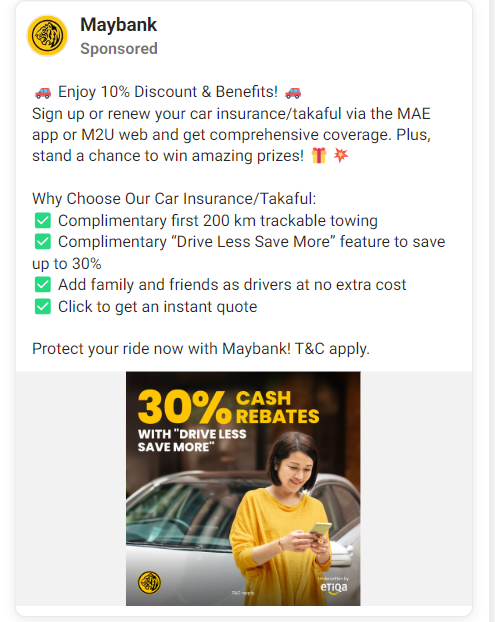 Maybank
Sponsored
🚗 Enjoy 10% Discount & Benefits! 🚗
Sign up or renew your car insurance/takaful via the MAE
app or M2U web and get comprehensive coverage. Plus,
stand a chance to win amazing prizes! 🎁 💥
Why Choose Our Car Insurance/Takaful:
✅ Complimentary first 200 km trackable towing
✅ Complimentary “Drive Less Save More” feature to save
up to 30%
✅ Add family and friends as drivers at no extra cost
✅ Click to get an instant quote
Protect your ride now with Maybank! T&C apply.
30% CASH
REBATES
WITH "DRIVE LESS
SAVE MORE"
T&C apply.
Underwritten by
etiqa